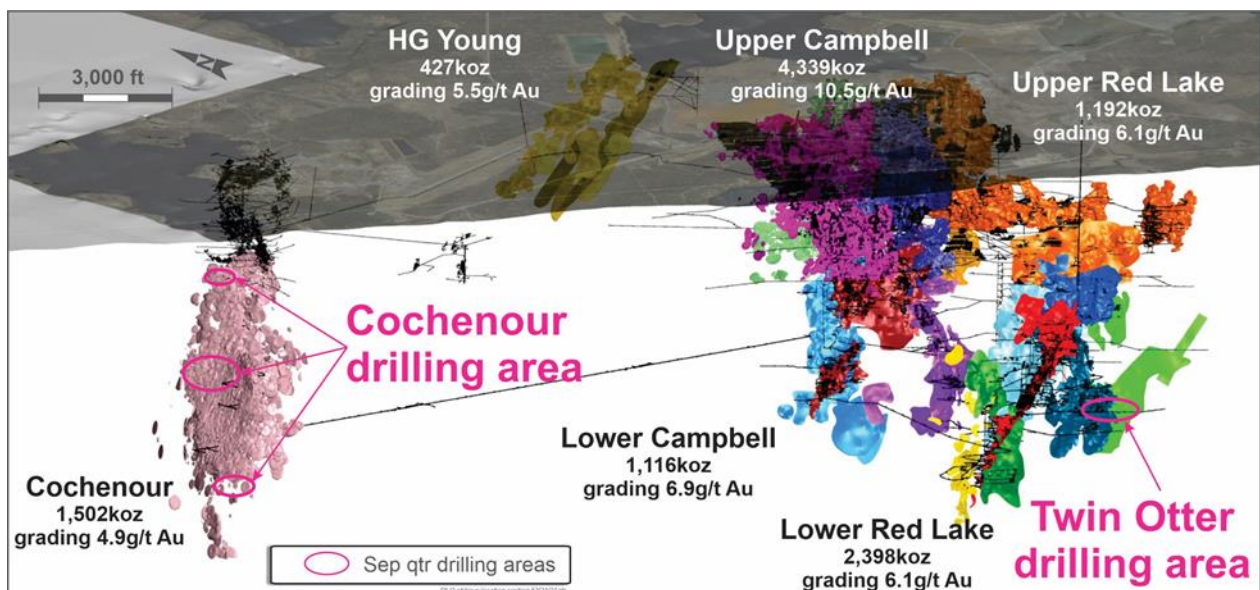 HG Young
427koz
grading 5.5g/t Au
Upper Campbell
4,339koz
grading 10.5g/t Au
Upper Red Lake
1,192koz
grading 6.1g/t Au
N
3,000 ft
Cochenour
drilling area
Lower Campbell
1,116koz
grading 6.9g/t Au
Cochenour
1,502koz
grading 4.9g/t Au
Lower Red Lake
2,398koz
grading 6.1g/t Au
Twin Otter
drilling area
Sep qtr drilling areas